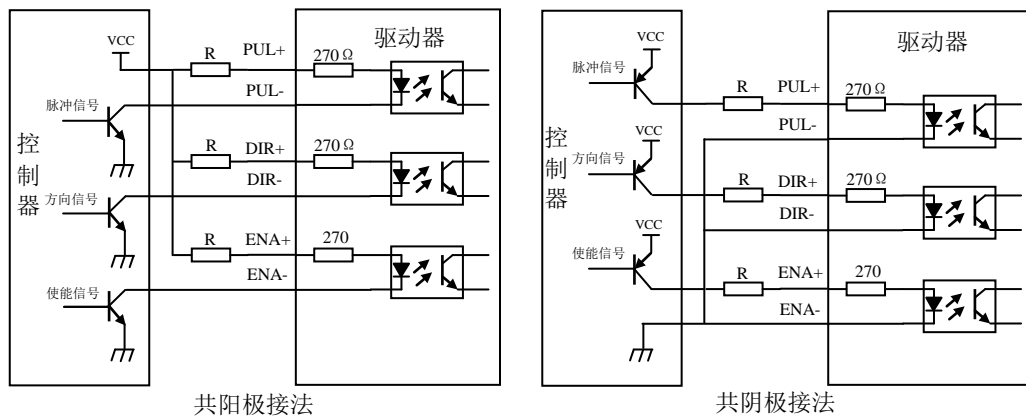 驱动器
VCC
R
PUL+
270Ω
PUL-
脉冲信号
控制器
R
DIR+
270Ω
DIR-
方向信号
R
ENA+
270
ENA-
使能信号
共阳极接法
驱动器
VCC
脉冲信号
R
PUL+
270Ω
PUL-
控制器
VCC
方向信号
R
DIR+
270Ω
DIR-
VCC
使能信号
R
ENA+
270
ENA-
共阴极接法